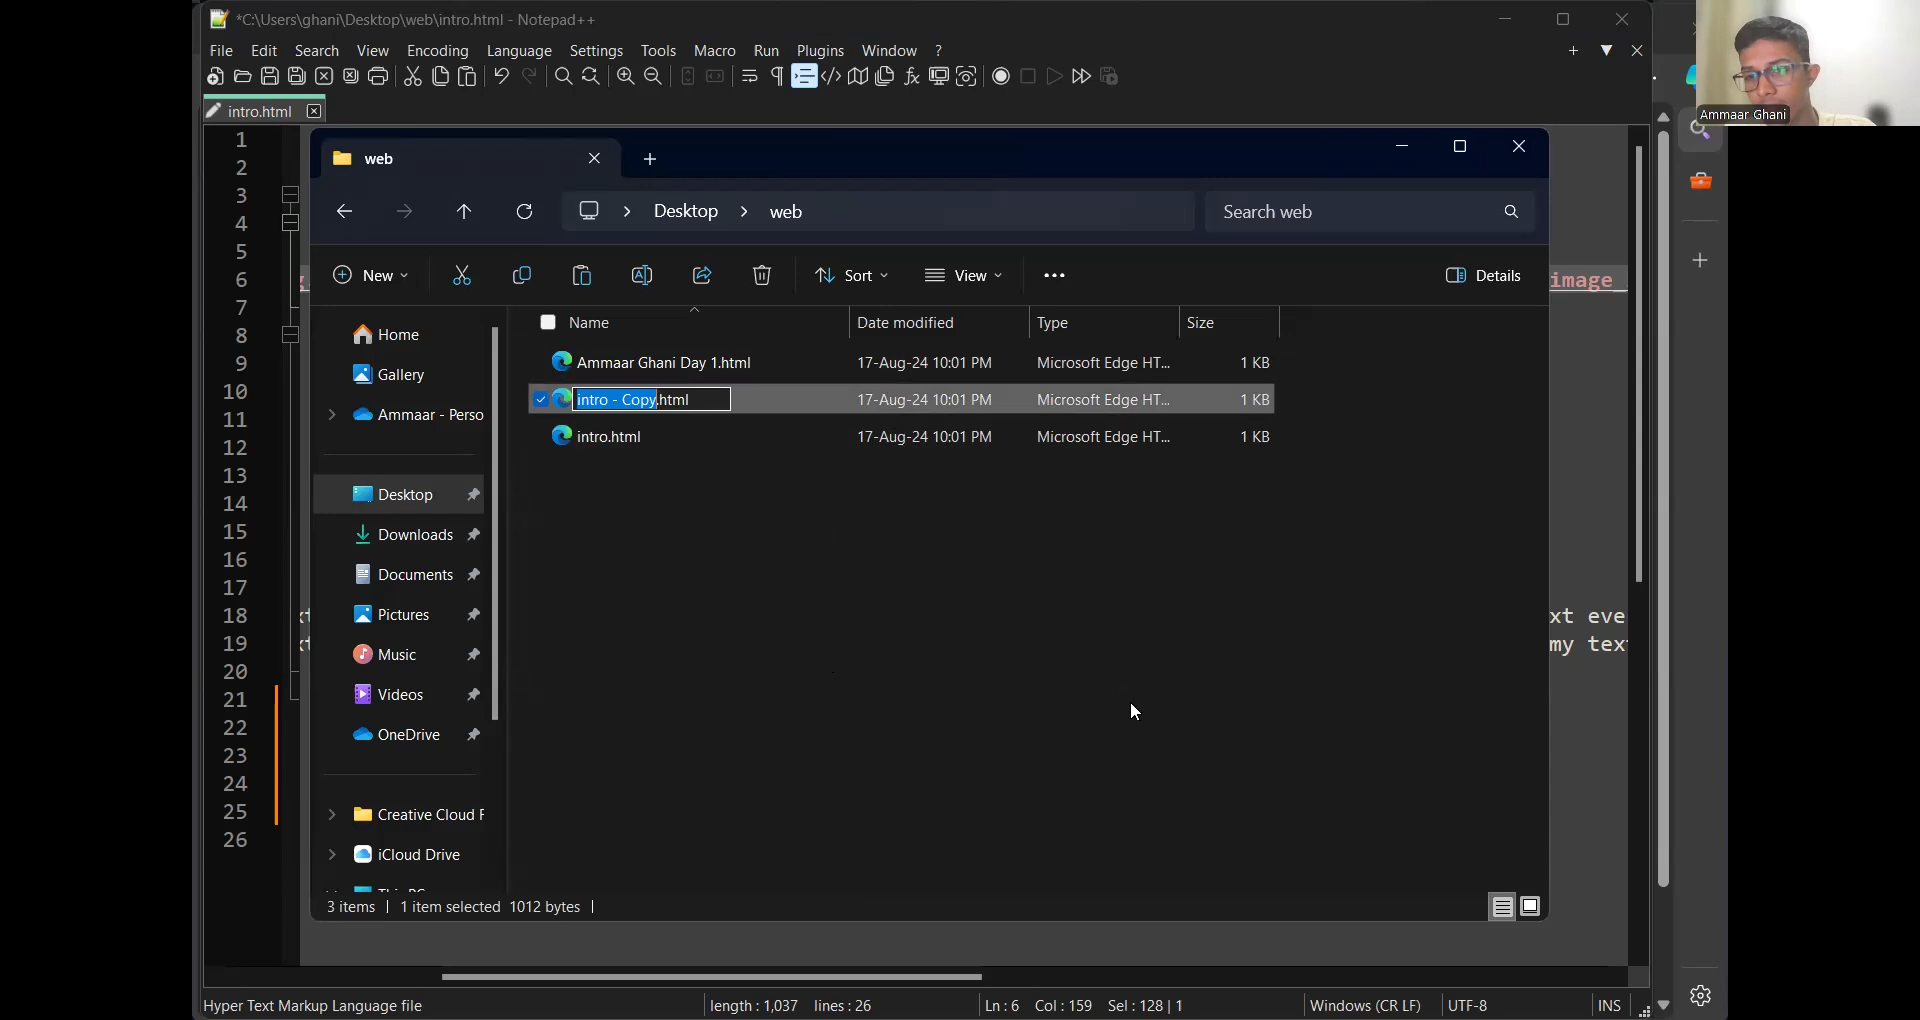 *C:\Users\ghani\Desktop\web\intro.html - Notepad++
File Edit Search View Encoding Language Settings Tools Macro Run Plugins Window ?
intro.html
Ammaar Ghani
web
Desktop > web
Search web
New
Sort
View
Details
Name
Date modified
Type
Size
Ammaar Ghani Day 1.html 17-Aug-24 10:01 PM Microsoft Edge HT... 1 KB
intro - Copy.html 17-Aug-24 10:01 PM Microsoft Edge HT... 1 KB
intro.html 17-Aug-24 10:01 PM Microsoft Edge HT... 1 KB
Home
Gallery
Ammaar - Perso
Desktop
Downloads
Documents
Pictures
Music
Videos
OneDrive
Creative Cloud F
iCloud Drive
3 items | 1 item selected 1012 bytes |
1
2
3
4
5
6 image_
7
8
9
10
11
12
13
14
15
16
17
18 xt eve
19 my tex
20
21
22
23
24
25
26
Hyper Text Markup Language file length : 1,037 lines : 26 Ln : 6 Col : 159 Sel : 128 | 1 Windows (CR LF) UTF-8 INS